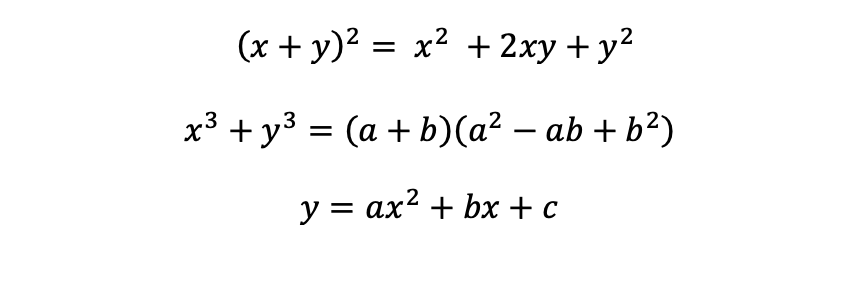 (x + y)² = x² + 2xy + y²
x³ + y³ = (a + b)(a² − ab + b²)
y = ax² + bx + c